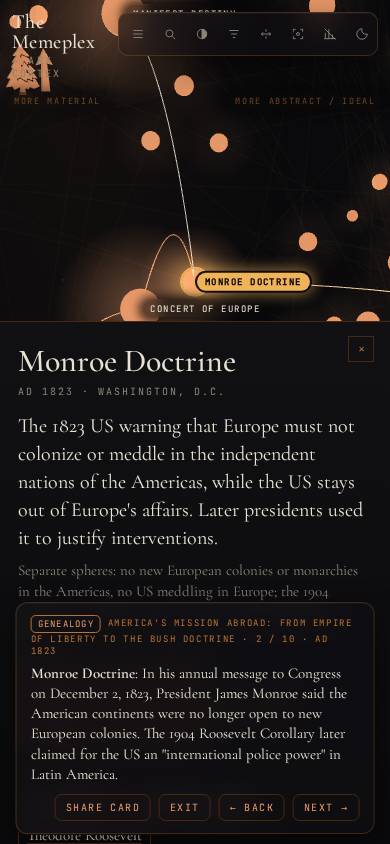 The
Memeplex
MORE MATERIAL
MORE ABSTRACT / IDEAL
MONROE DOCTRINE
CONCERT OF EUROPE
Monroe Doctrine
×
AD 1823 · WASHINGTON, D.C.
The 1823 US warning that Europe must not
colonize or meddle in the independent
nations of the Americas, while the US stays
out of Europe's affairs. Later presidents used
it to justify interventions.
Separate spheres: no new European colonies or monarchies
in the Americas, no US meddling in Europe; the 1904
GENEALOGY AMERICA'S MISSION ABROAD: FROM EMPIRE
OF LIBERTY TO THE BUSH DOCTRINE · 2 / 10 · AD
1823
Monroe Doctrine: In his annual message to Congress
on December 2, 1823, President James Monroe said the
American continents were no longer open to new
European colonies. The 1904 Roosevelt Corollary later
claimed for the US an "international police power" in
Latin America.
SHARE CARD EXIT ← BACK NEXT →
Theodore Roosevelt